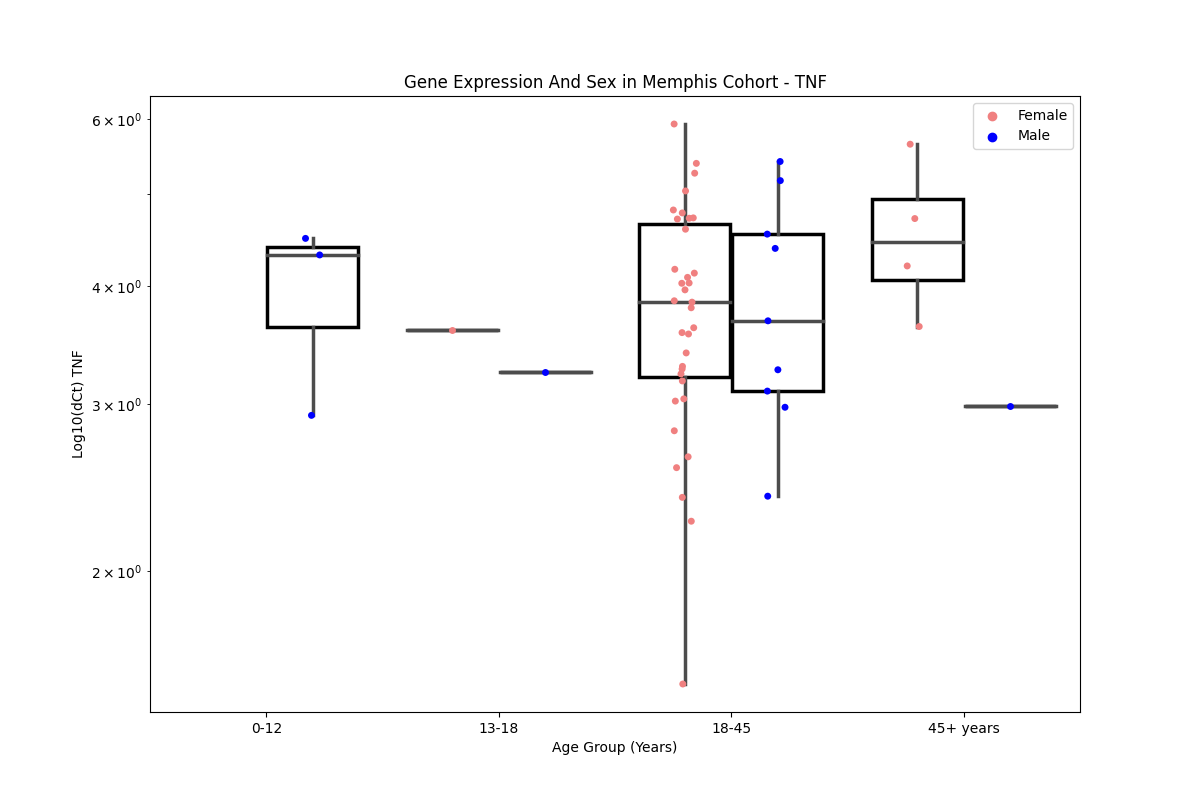 Gene Expression And Sex in Memphis Cohort - TNF
Female
Male
6 × 10⁰
4 × 10⁰
3 × 10⁰
2 × 10⁰
Log10(dCt) TNF
0-12
13-18
18-45
45+ years
Age Group (Years)